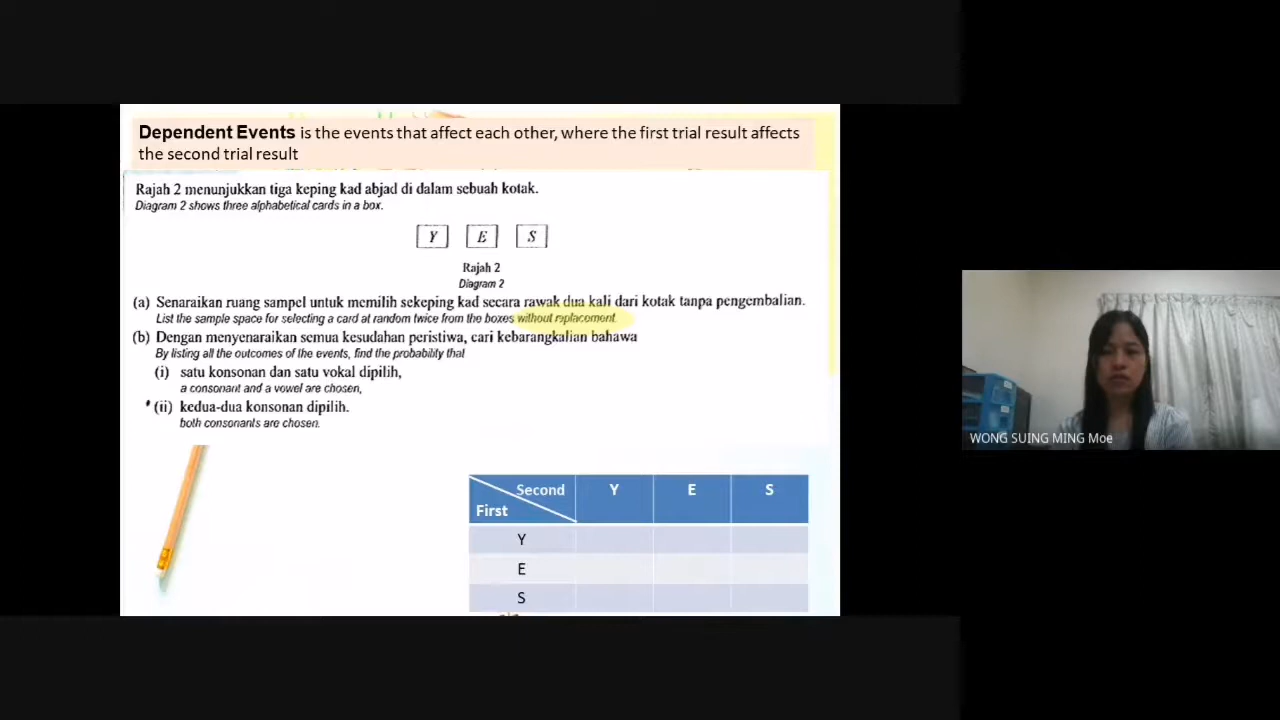 Dependent Events is the events that affect each other, where the first trial result affects
the second trial result
Rajah 2 menunjukkan tiga keping kad abjad di dalam sebuah kotak.
Diagram 2 shows three alphabetical cards in a box.
Y E S
Rajah 2
Diagram 2
(a) Senaraikan ruang sampel untuk memilih sekeping kad secara rawak dua kali dari kotak tanpa pengembalian.
List the sample space for selecting a card at random twice from the boxes without replacement.
(b) Dengan menyenaraikan semua kesudahan peristiwa, cari kebarangkalian bahawa
By listing all the outcomes of the events, find the probability that
(i) satu konsonan dan satu vokal dipilih,
a consonant and a vowel are chosen,
(ii) kedua-dua konsonan dipilih.
both consonants are chosen.
Second Y E S
First
Y
E
S
WONG SUING MING Moe